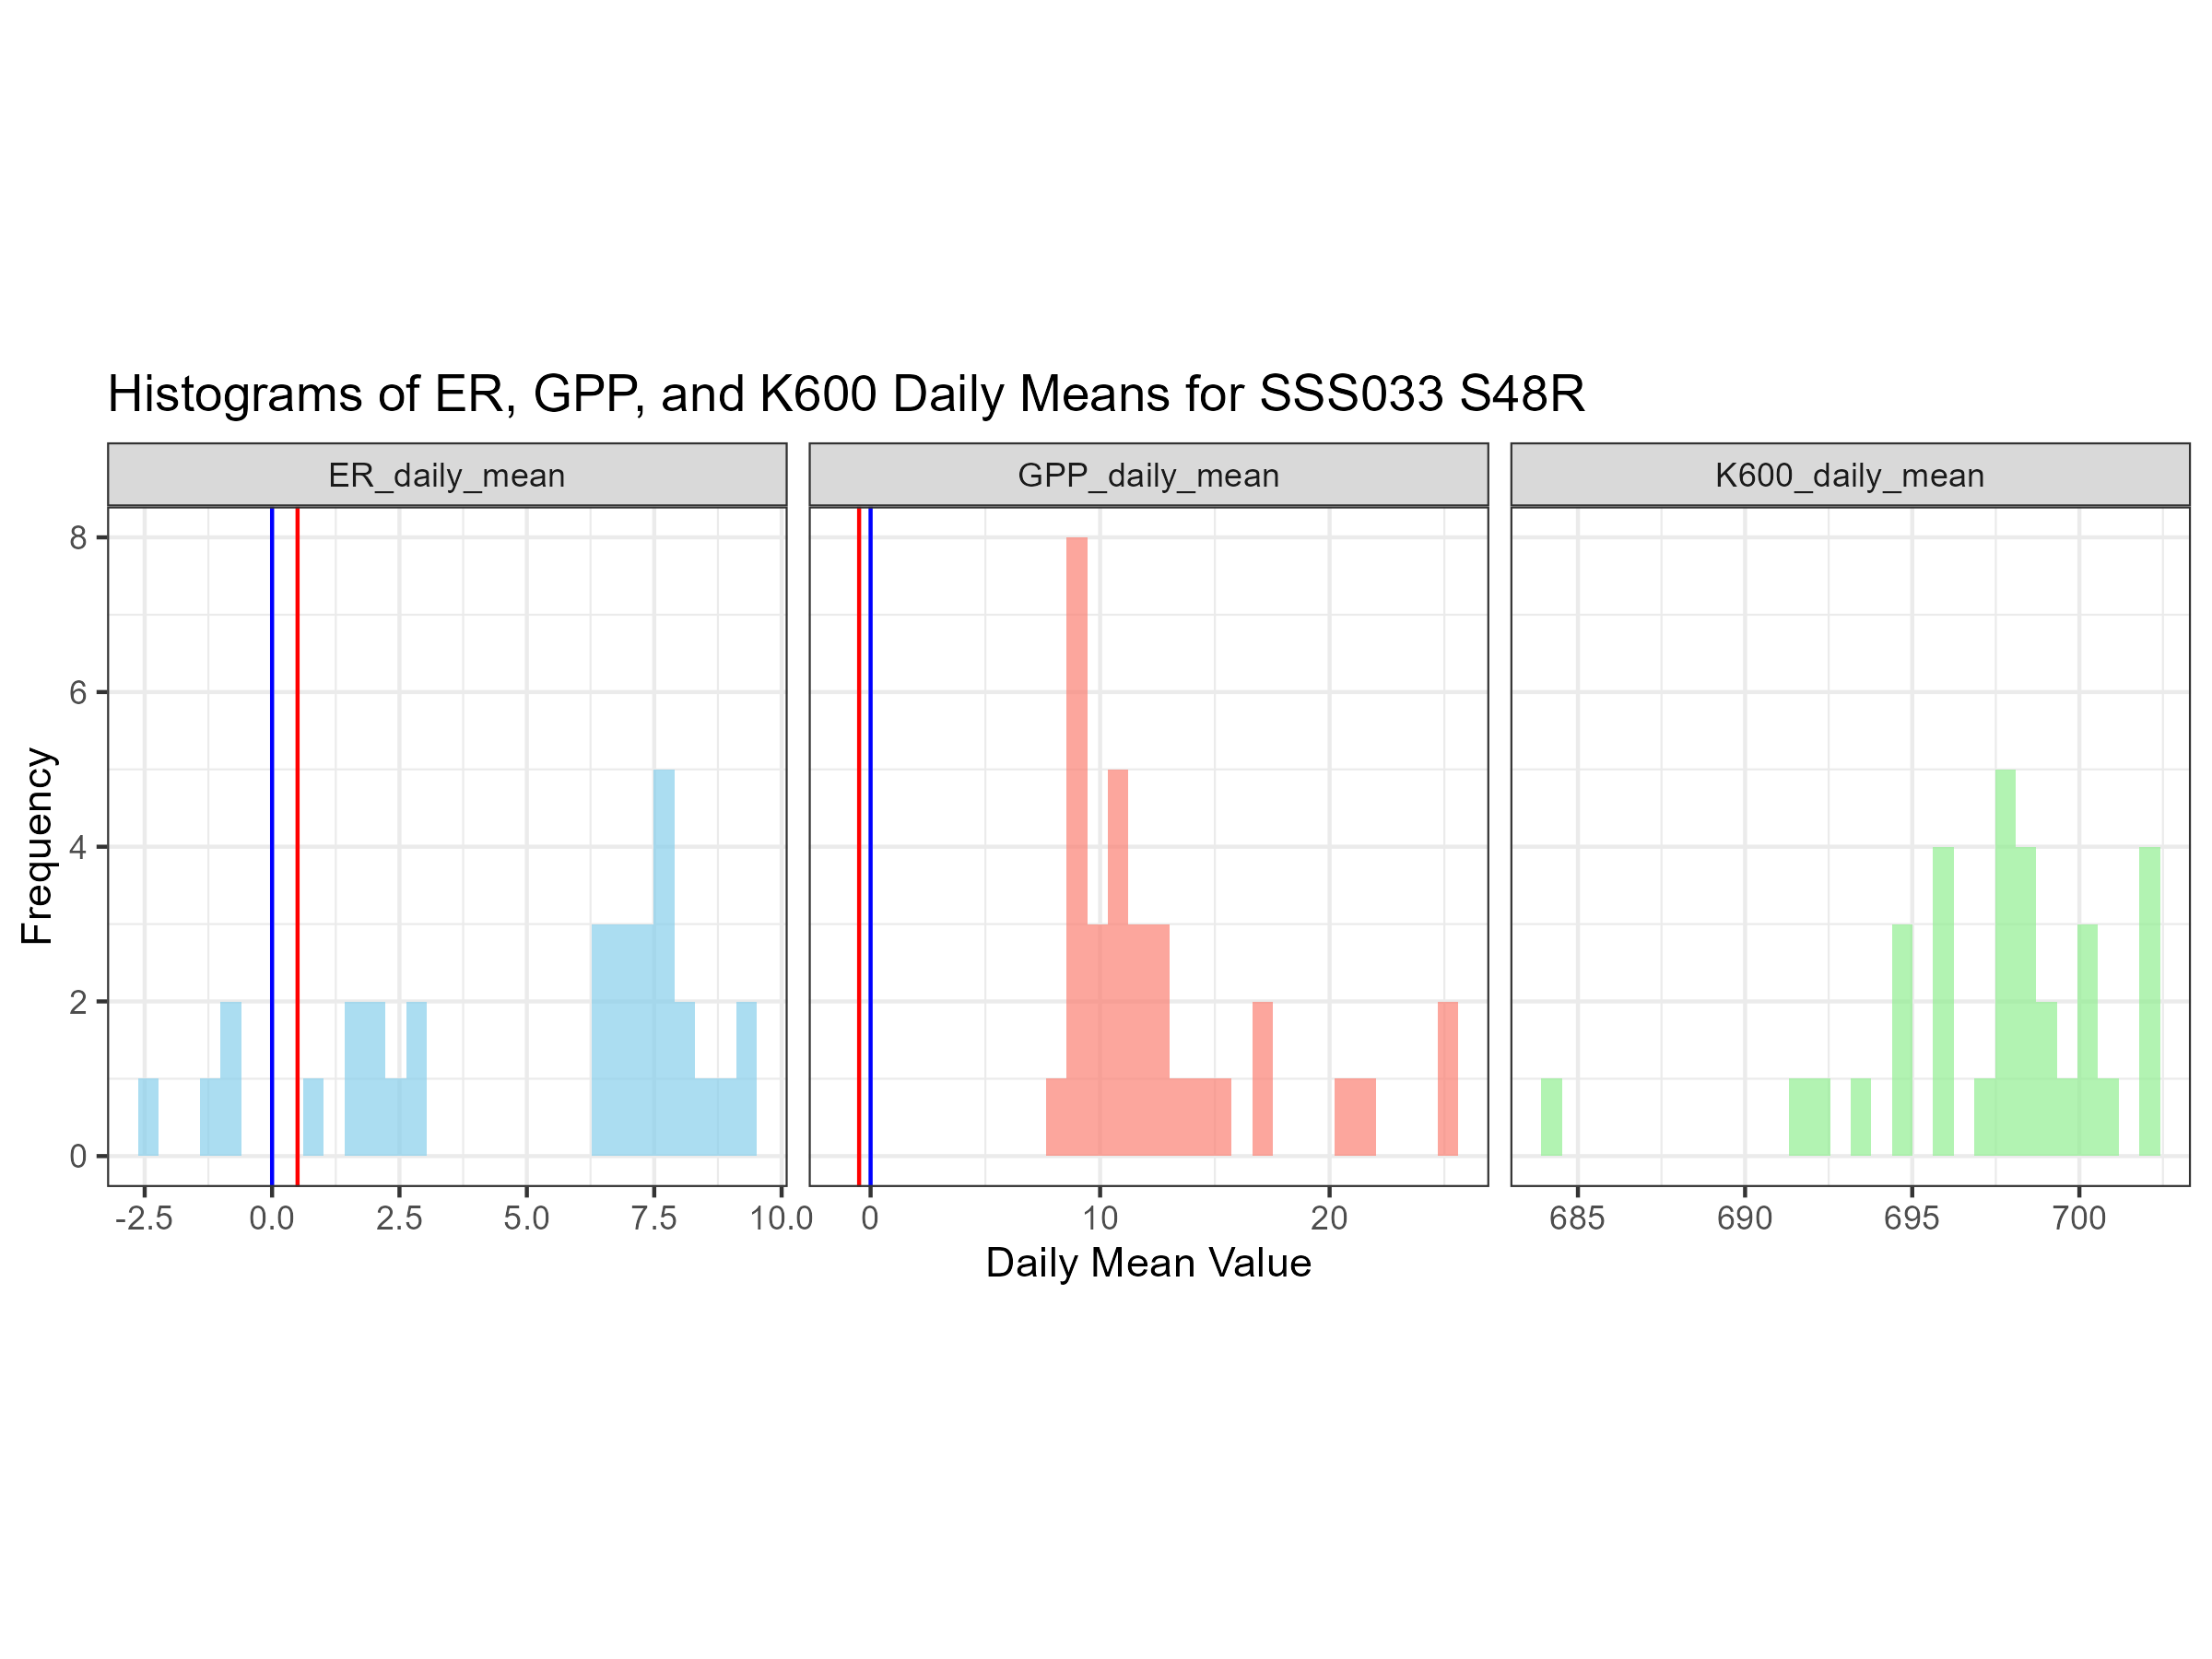 Histograms of ER, GPP, and K600 Daily Means for SSS033 S48R
ER_daily_mean
GPP_daily_mean
K600_daily_mean
8
6
4
2
0
Frequency
-2.5 0.0 2.5 5.0 7.5 10.0
0 10 20
685 690 695 700
Daily Mean Value